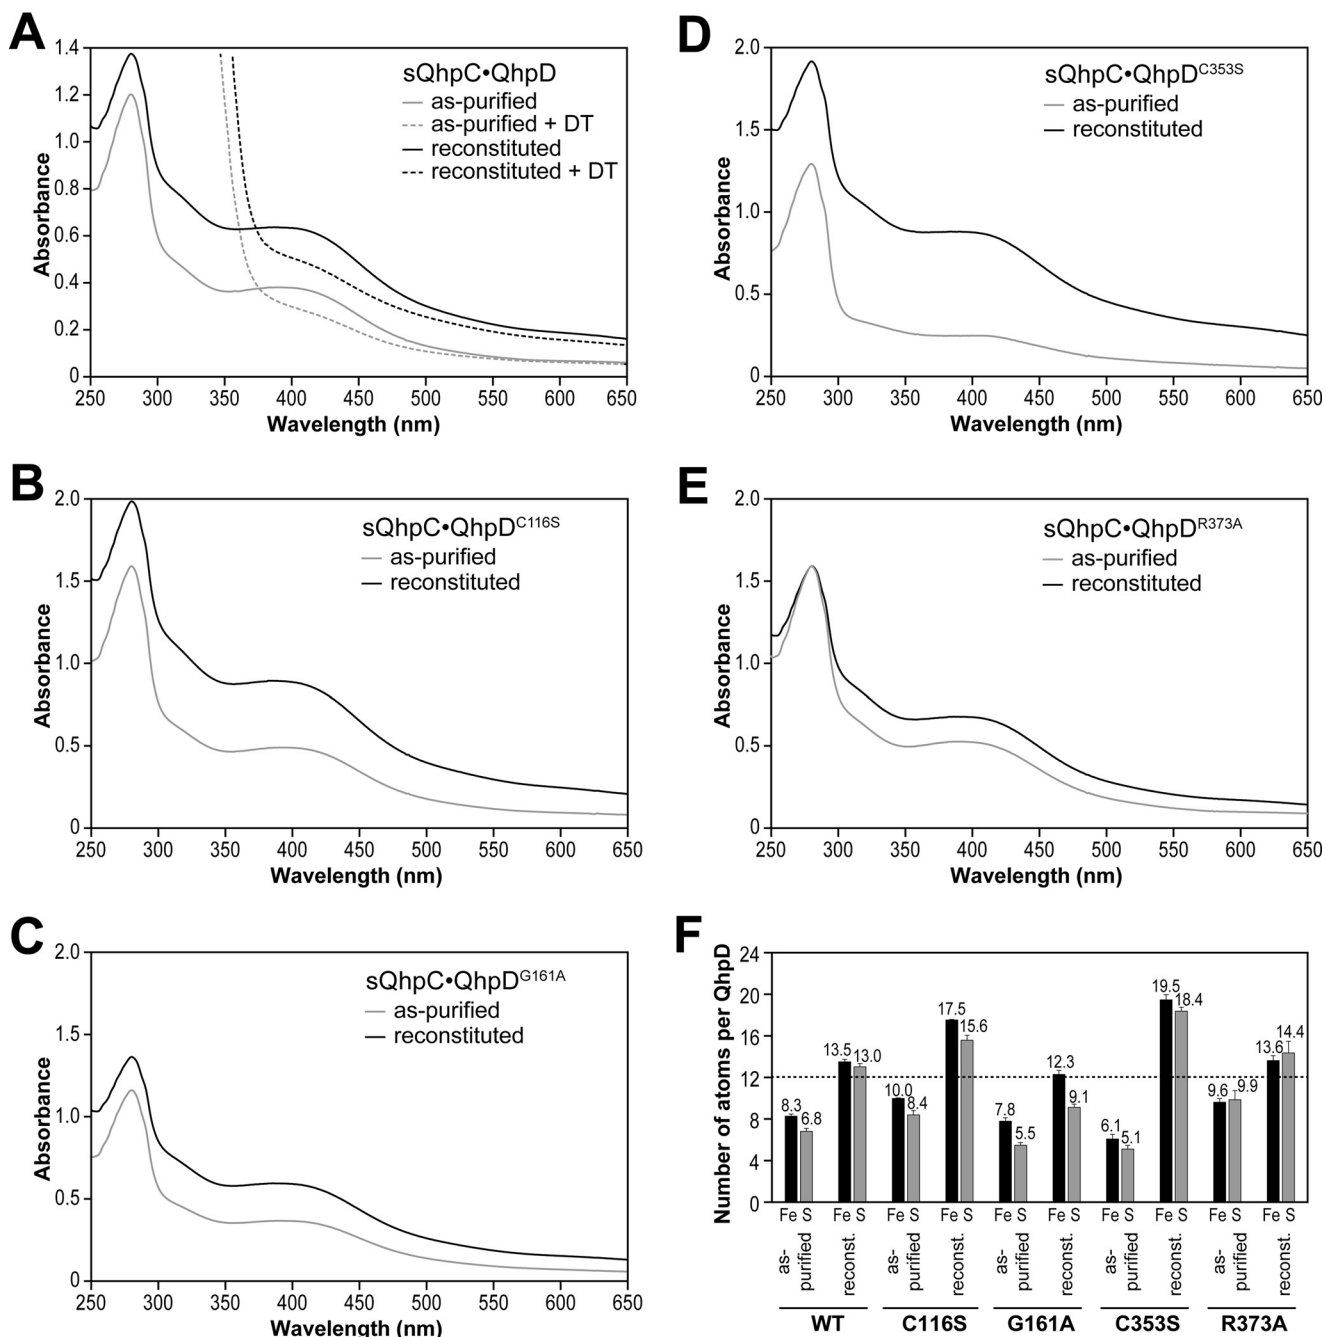 A
1.4
1.2
1.0
0.8
0.6
0.4
0.2
0
Absorbance
sQhpC•QhpD
as-purified
as-purified + DT
reconstituted
reconstituted + DT
250 300 350 400 450 500 550 600 650
Wavelength (nm)
B
2.0
1.5
1.0
0.5
0
Absorbance
sQhpC•QhpD^C116S
as-purified
reconstituted
250 300 350 400 450 500 550 600 650
Wavelength (nm)
C
2.0
1.5
1.0
0.5
0
Absorbance
sQhpC•QhpD^G161A
as-purified
reconstituted
250 300 350 400 450 500 550 600 650
Wavelength (nm)
D
2.0
1.5
1.0
0.5
0
Absorbance
sQhpC•QhpD^C353S
as-purified
reconstituted
250 300 350 400 450 500 550 600 650
Wavelength (nm)
E
2.0
1.5
1.0
0.5
0
Absorbance
sQhpC•QhpD^R373A
as-purified
reconstituted
250 300 350 400 450 500 550 600 650
Wavelength (nm)
F
24
20
16
12
8
4
0
Number of atoms per QhpD
8.3 6.8 13.5 13.0 10.0 8.4 17.5 15.6 7.8 5.5 12.3 9.1 6.1 5.1 19.5 18.4 9.6 9.9 13.6 14.4
Fe S Fe S Fe S Fe S Fe S Fe S Fe S Fe S Fe S Fe S
as-purified reconst. as-purified reconst. as-purified reconst. as-purified reconst. as-purified reconst.
WT C116S G161A C353S R373A